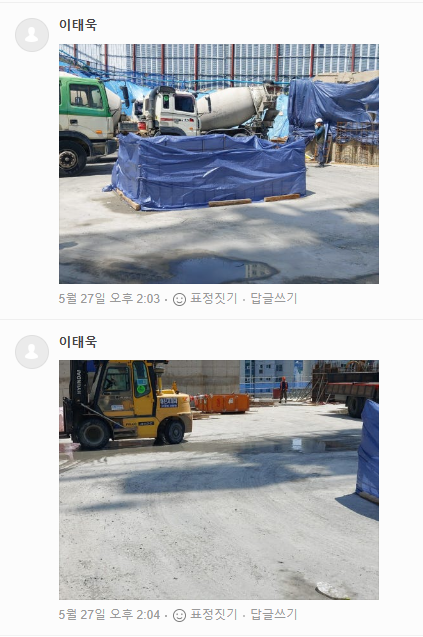 이태욱
5월 27일 오후 2:03 · 표정짓기 · 답글쓰기
이태욱
HYUNDAI
5월 27일 오후 2:04 · 표정짓기 · 답글쓰기